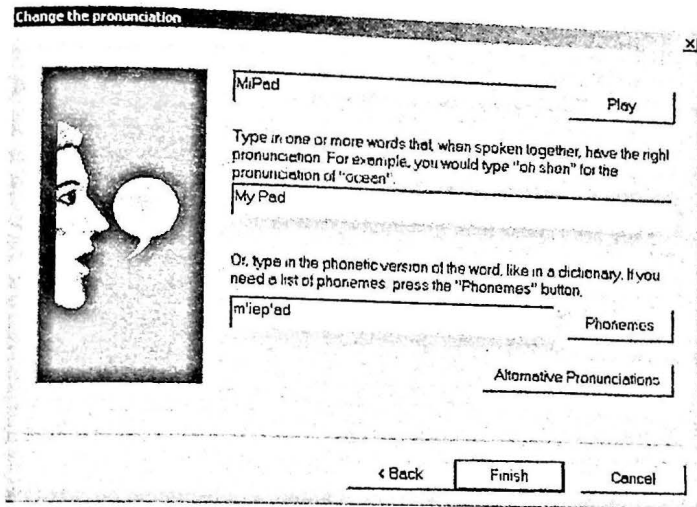 Change the pronunciation
X
MiPad
Play
Type in one or more words that, when spoken together, have the right
pronunciation. For example, you would type "oh shen" for the
pronunciation of "ocean".
My Pad
Or, type in the phonetic version of the word, like in a dictionary. If you
need a list of phonemes, press the "Phonemes" button.
m'iep'ad
Phonemes
Alternative Pronunciations
< Back Finish Cancel